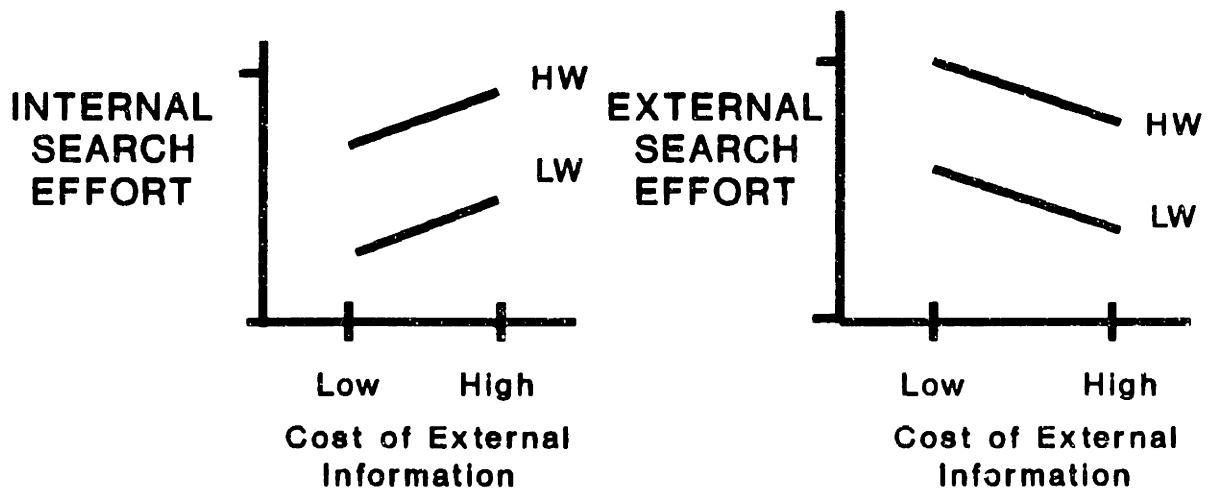 INTERNAL
SEARCH
EFFORT
HW
LW
Low High
Cost of External
Information
EXTERNAL
SEARCH
EFFORT
HW
LW
Low High
Cost of External
Information